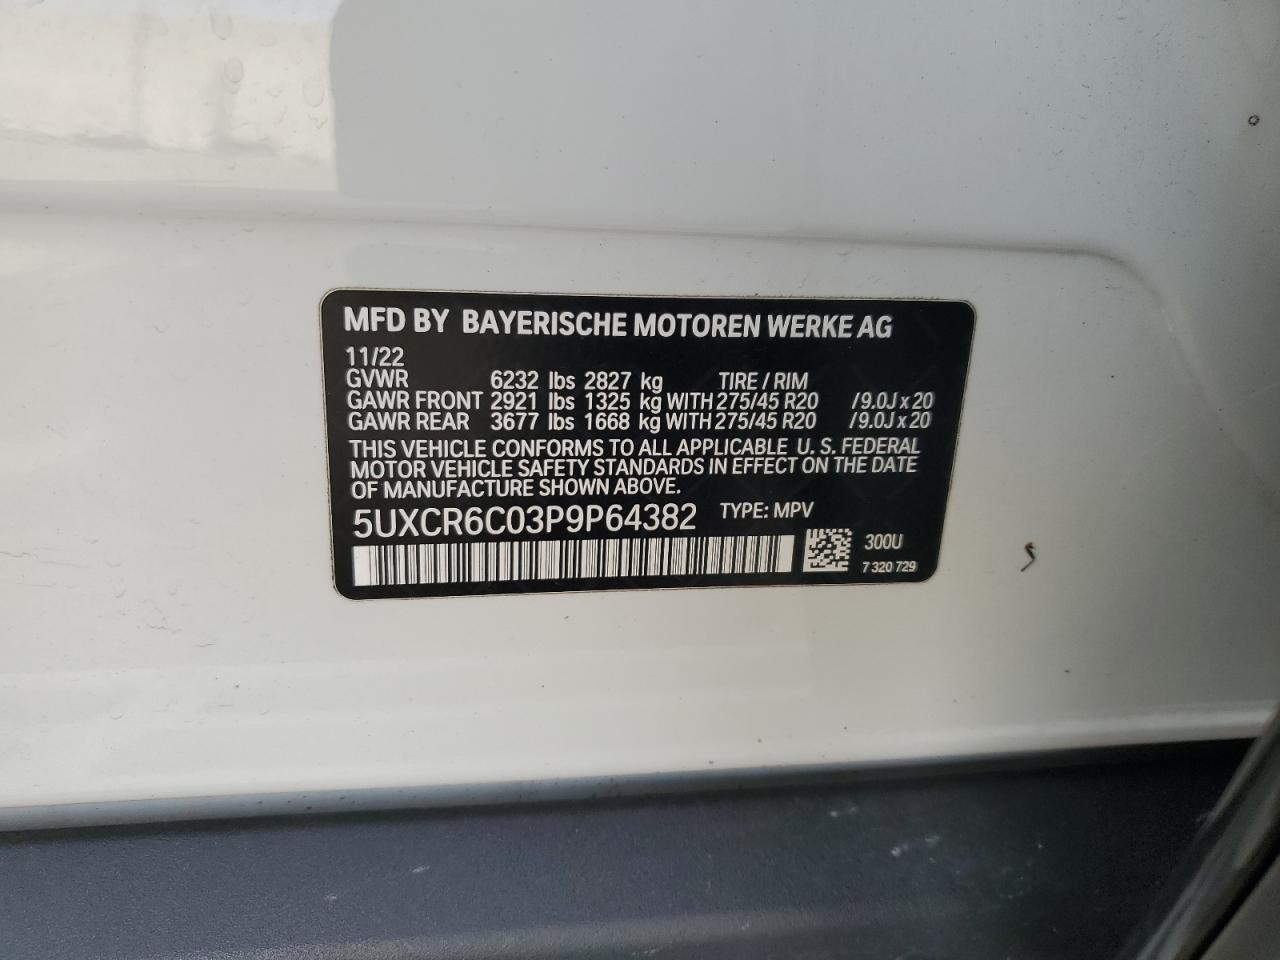 MFD BY BAYERISCHE MOTOREN WERKE AG
11/22
GVWR 6232 lbs 2827 kg TIRE / RIM
GAWR FRONT 2921 lbs 1325 kg WITH 275/45 R20 /9.0J x 20
GAWR REAR 3677 lbs 1668 kg WITH 275/45 R20 /9.0J x 20
THIS VEHICLE CONFORMS TO ALL APPLICABLE U. S. FEDERAL
MOTOR VEHICLE SAFETY STANDARDS IN EFFECT ON THE DATE
OF MANUFACTURE SHOWN ABOVE.
5UXCR6C03P9P64382 TYPE: MPV
300U
7 320 729